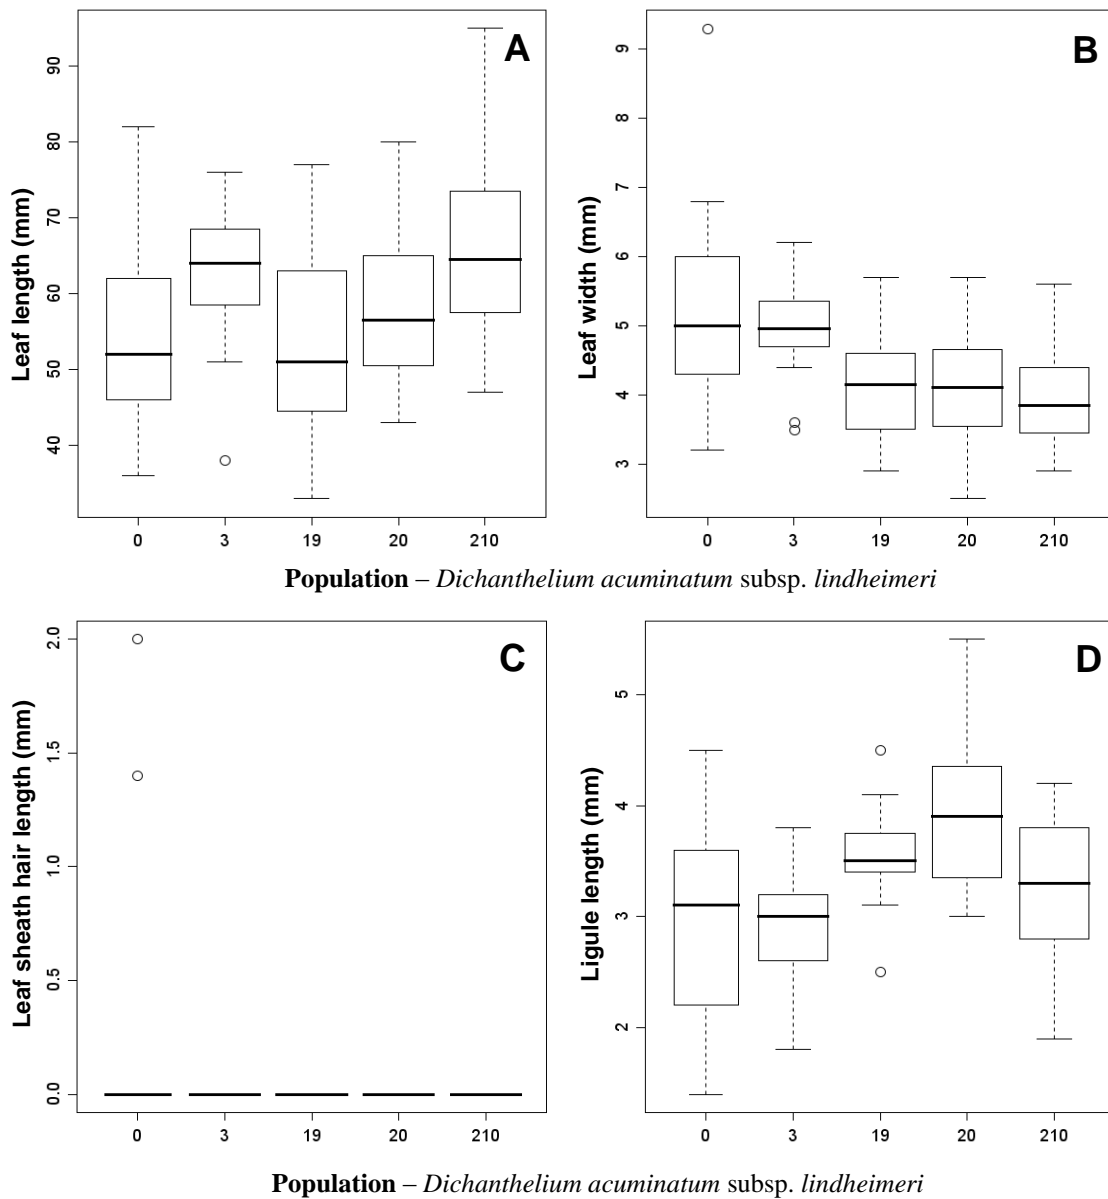 A
Leaf length (mm)
90
80
70
60
50
40
0 3 19 20 210
B
Leaf width (mm)
9
8
7
6
5
4
3
0 3 19 20 210
Population – Dichanthelium acuminatum subsp. lindheimeri
C
Leaf sheath hair length (mm)
2.0
1.5
1.0
0.5
0.0
0 3 19 20 210
D
Ligule length (mm)
5
4
3
2
0 3 19 20 210
Population – Dichanthelium acuminatum subsp. lindheimeri